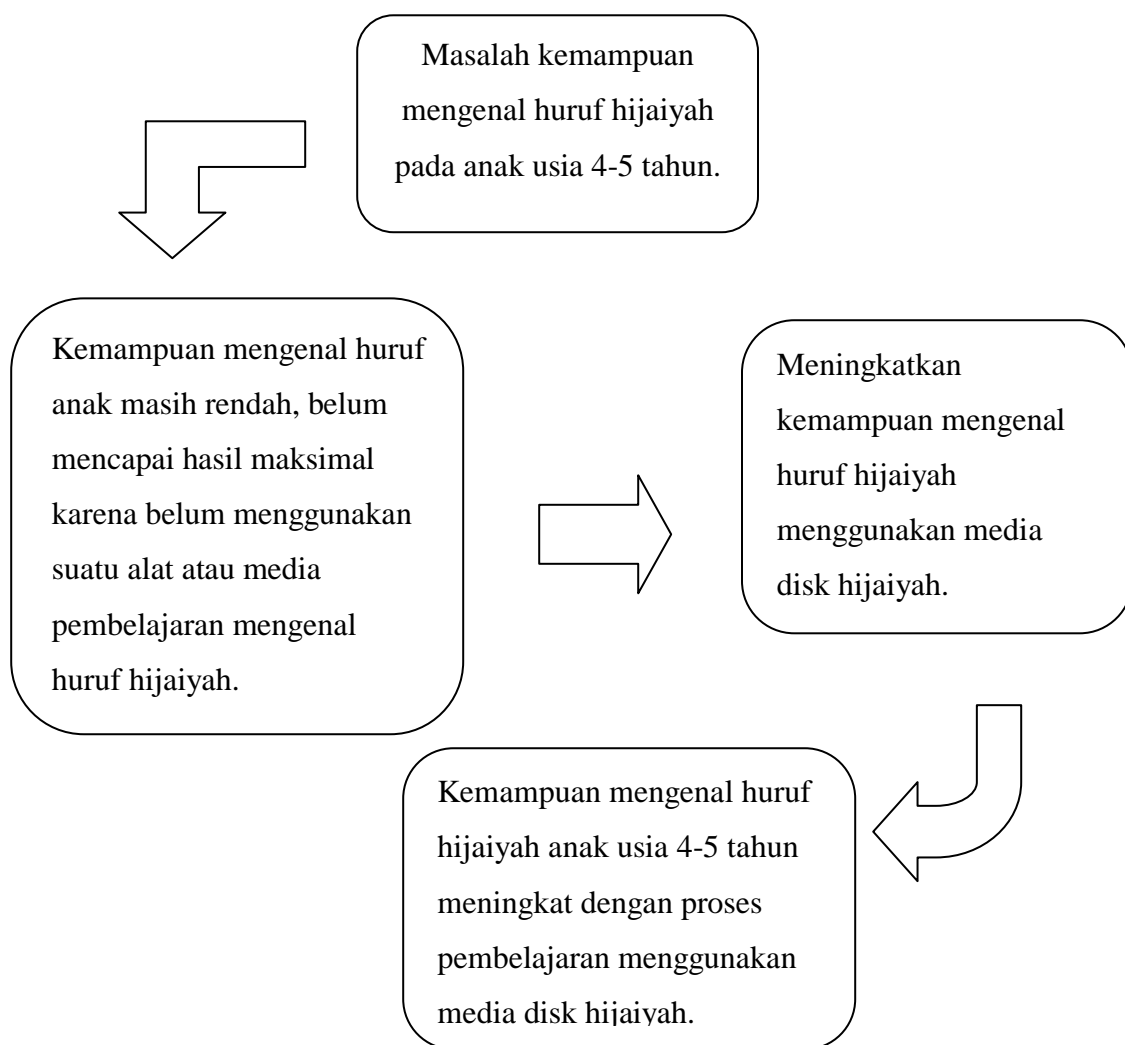 Masalah kemampuan
mengenal huruf hijaiyah
pada anak usia 4-5 tahun.
Kemampuan mengenal huruf
anak masih rendah, belum
mencapai hasil maksimal
karena belum menggunakan
suatu alat atau media
pembelajaran mengenal
huruf hijaiyah.
Meningkatkan
kemampuan mengenal
huruf hijaiyah
menggunakan media
disk hijaiyah.
Kemampuan mengenal huruf
hijaiyah anak usia 4-5 tahun
meningkat dengan proses
pembelajaran menggunakan
media disk hijaiyah.